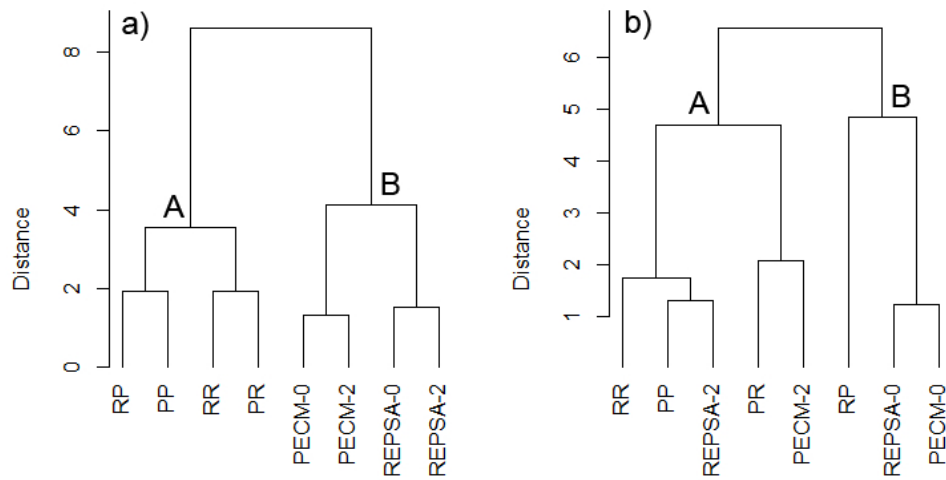 a)
A
B
Distance
8
6
4
2
0
RP
PP
RR
PR
PECM-0
PECM-2
REPSA-0
REPSA-2
b)
A
B
Distance
6
5
4
3
2
1
RR
PP
REPSA-2
PR
PECM-2
RP
REPSA-0
PECM-0